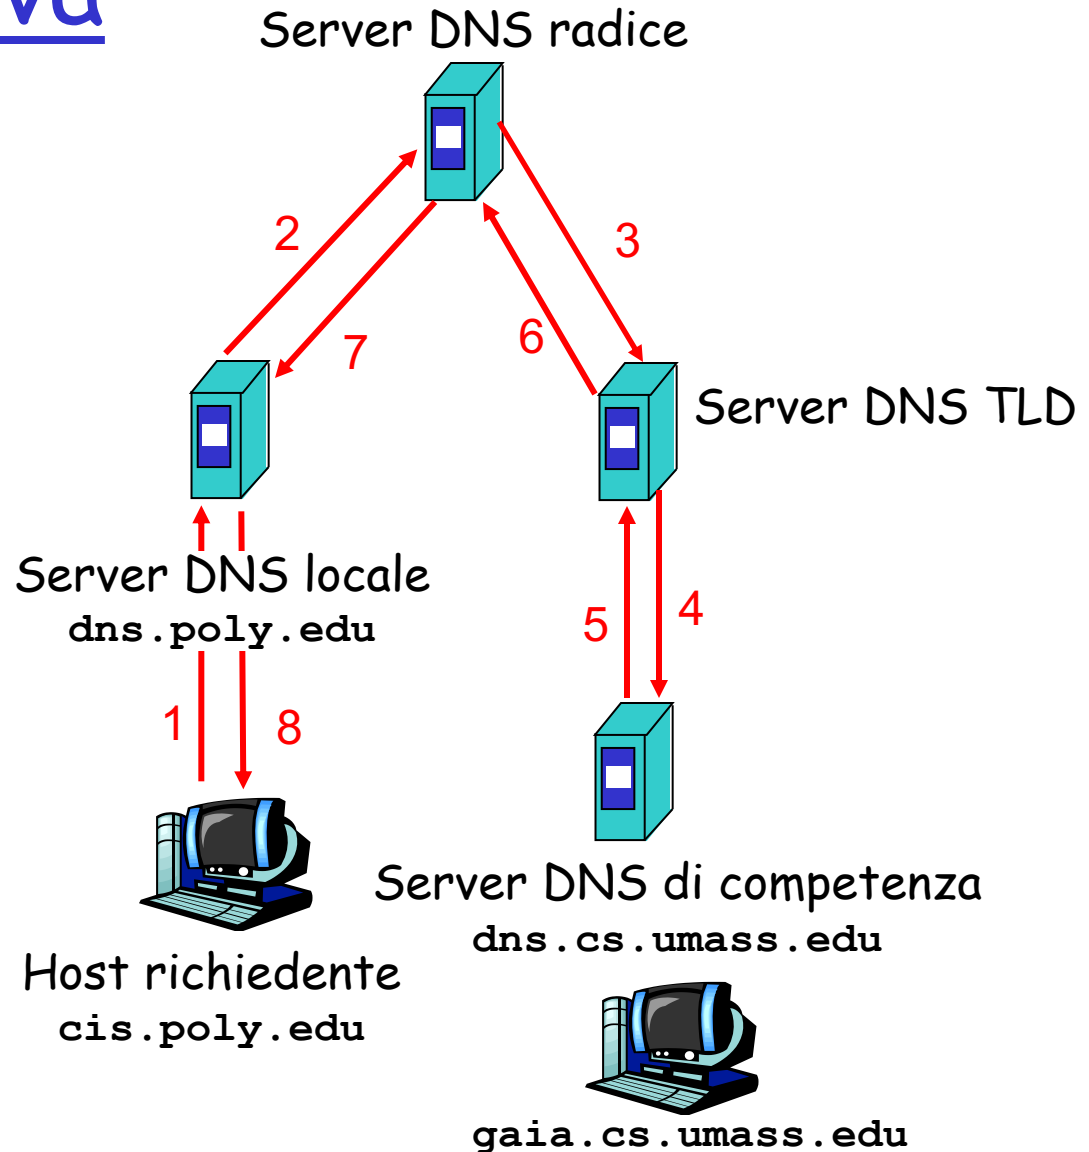 Server DNS radice
2
3
7
6
Server DNS TLD
Server DNS locale
dns.poly.edu
5
4
1
8
Server DNS di competenza
dns.cs.umass.edu
Host richiedente
cis.poly.edu
gaia.cs.umass.edu